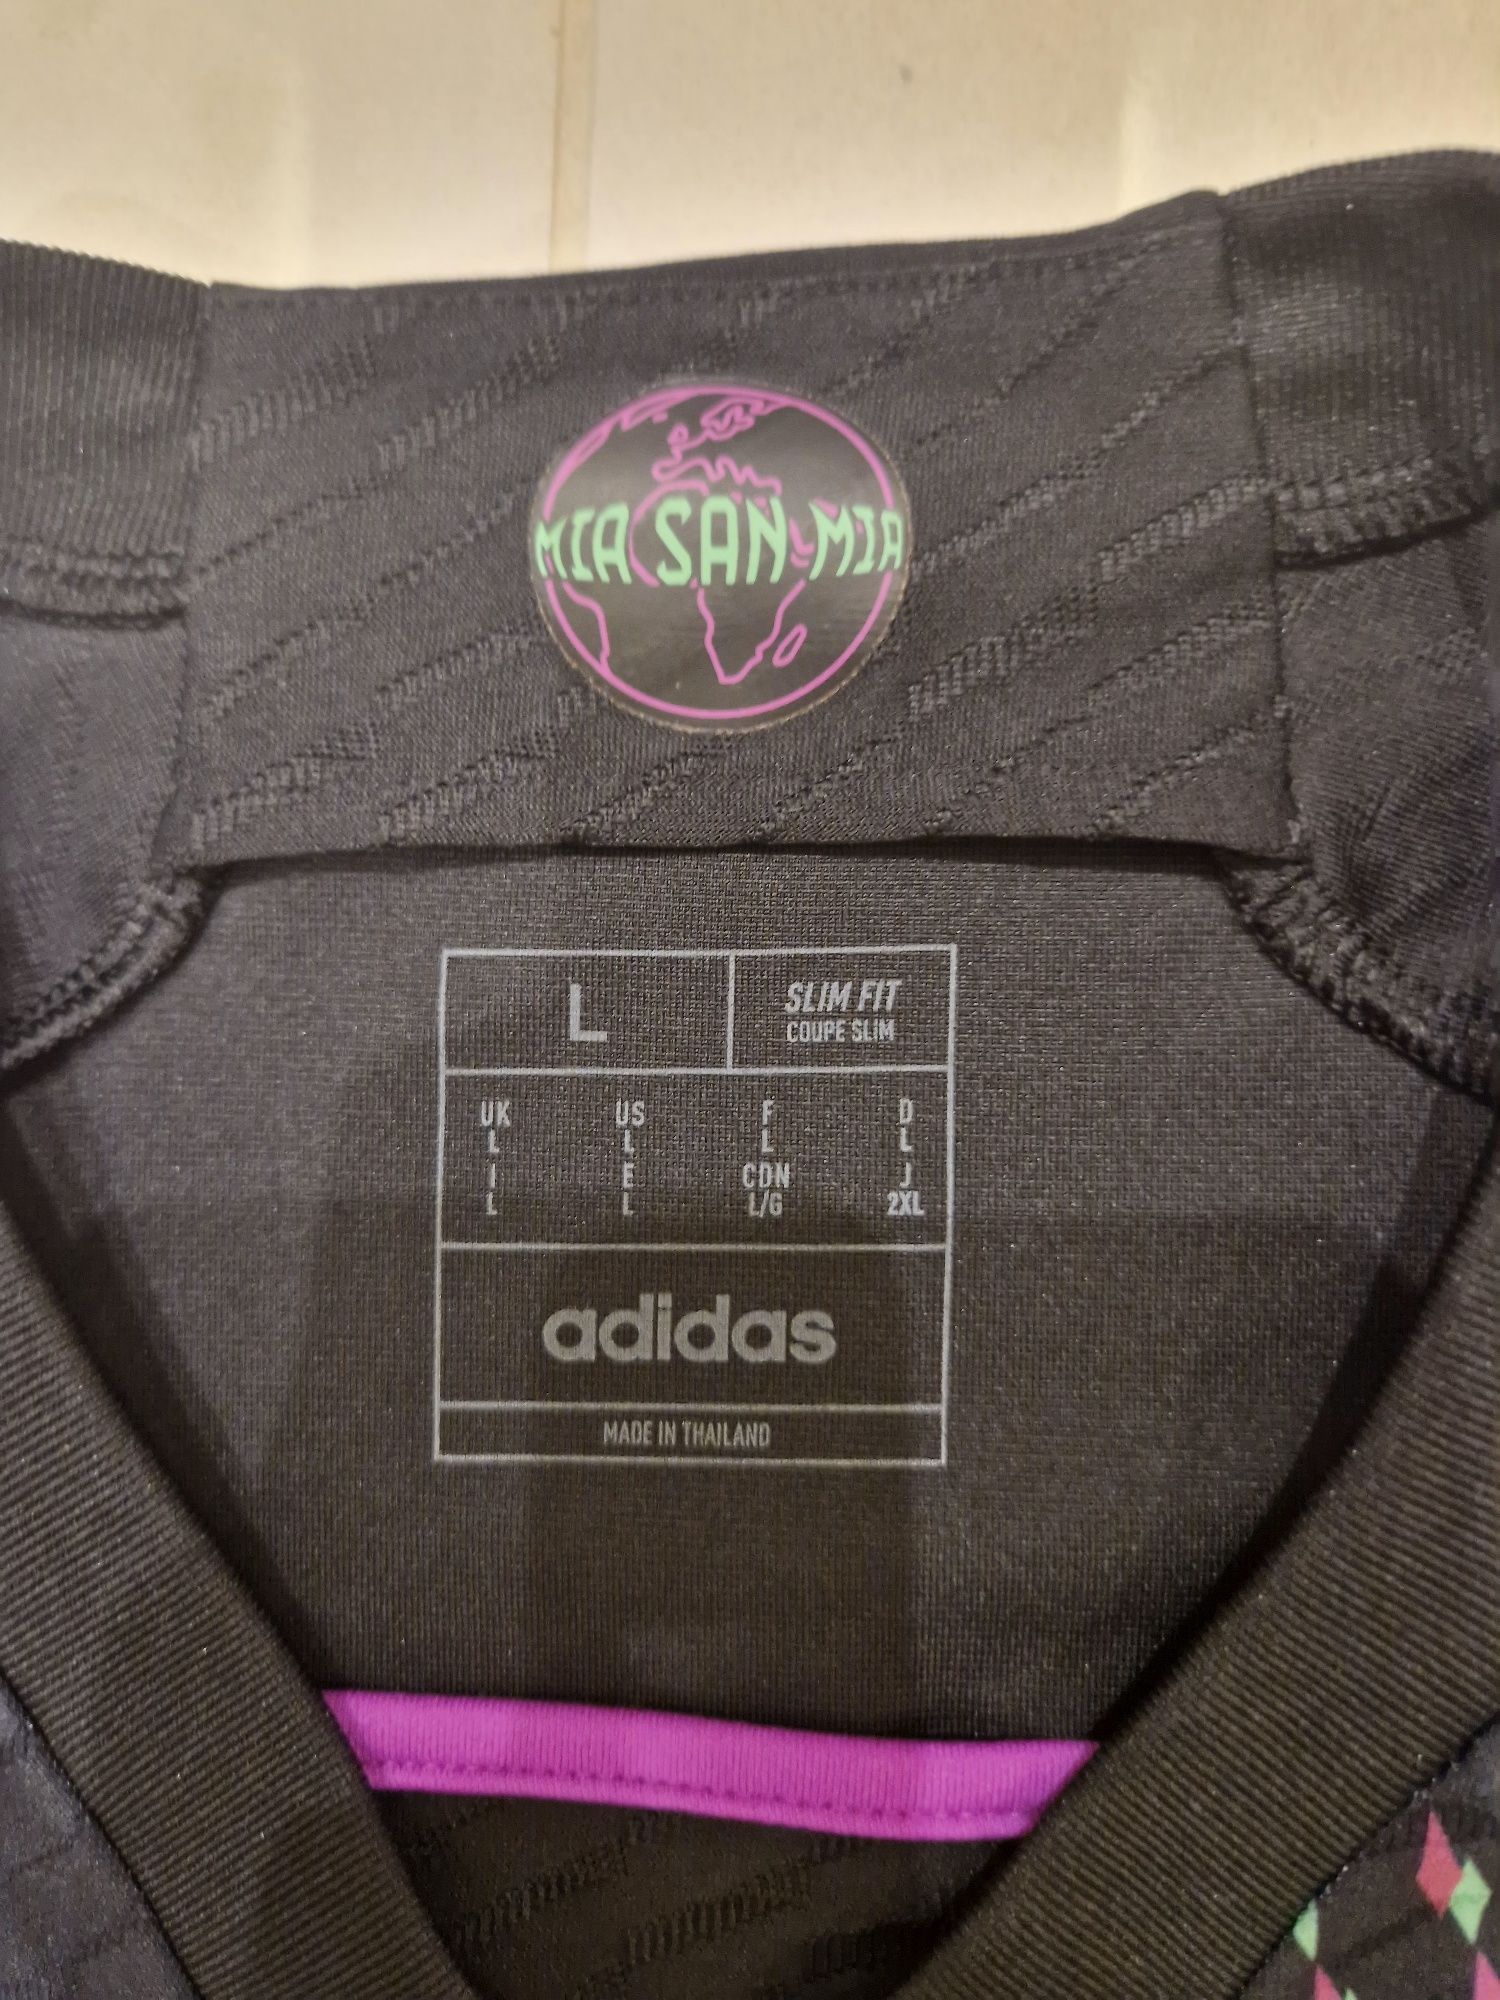 MIA SAN MIA
L
SLIM FIT
COUPE SLIM
UK US F D
L L L L
I E CDN J
L L L/G 2XL
adidas
MADE IN THAILAND